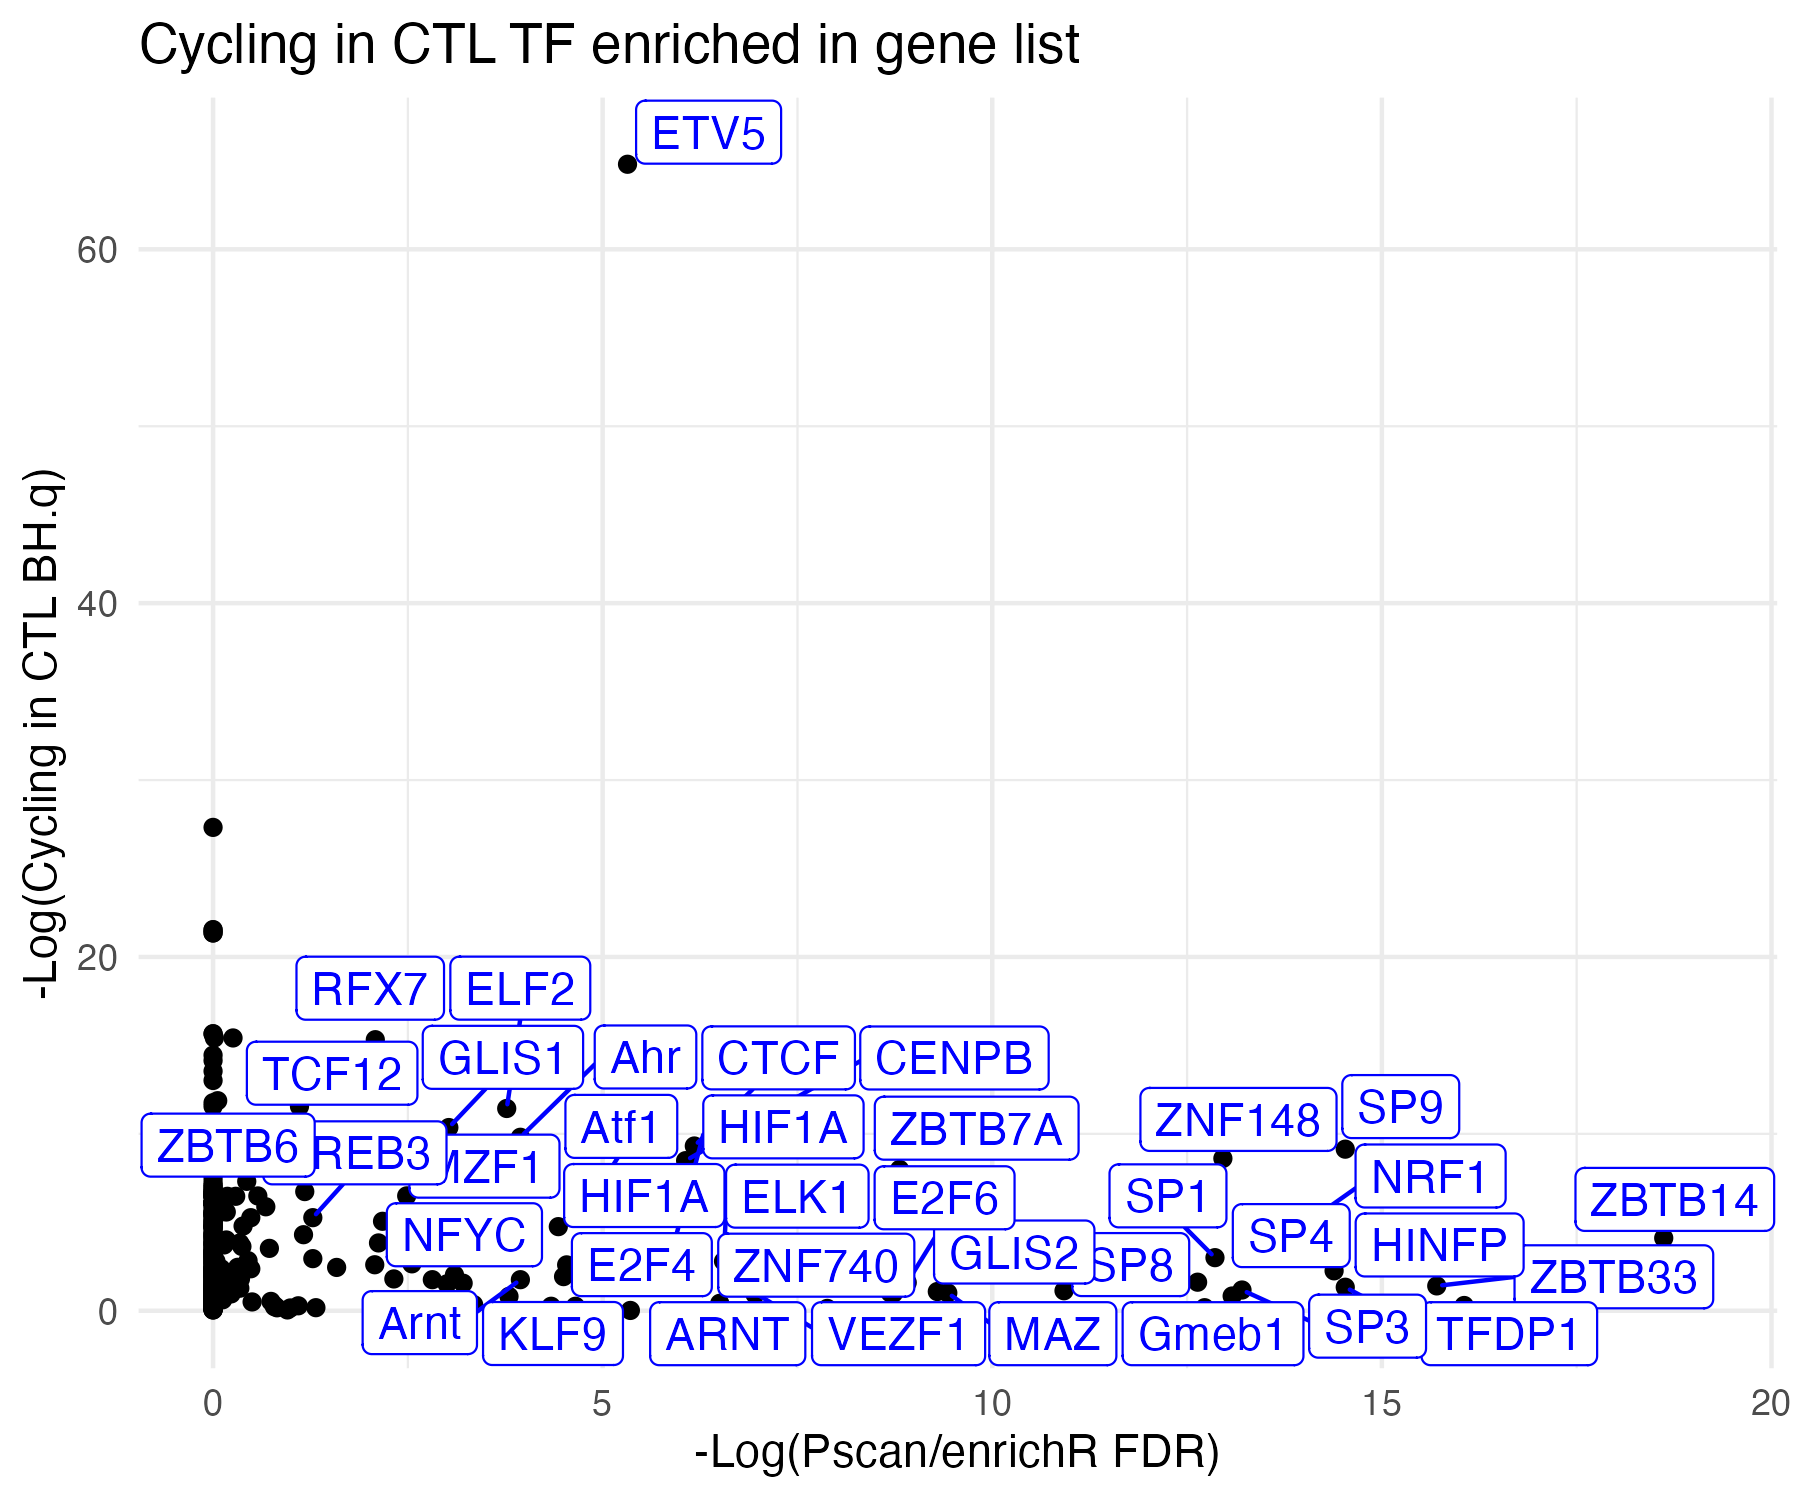 Cycling in CTL TF enriched in gene list
ETV5
60
40
20
0
-Log(Cycling in CTL BH.q)
RFX7
ELF2
TCF12
GLIS1
Ahr
CTCF
CENPB
ZBTB6
REB3
MZF1
Atf1
HIF1A
ZBTB7A
ZNF148
SP9
HIF1A
ELK1
E2F6
SP1
NRF1
ZBTB14
NFYC
E2F4
ZNF740
GLIS2
SP8
SP4
HINFP
ZBTB33
Arnt
KLF9
ARNT
VEZF1
MAZ
Gmeb1
SP3
TFDP1
0 5 10 15 20
-Log(Pscan/enrichR FDR)